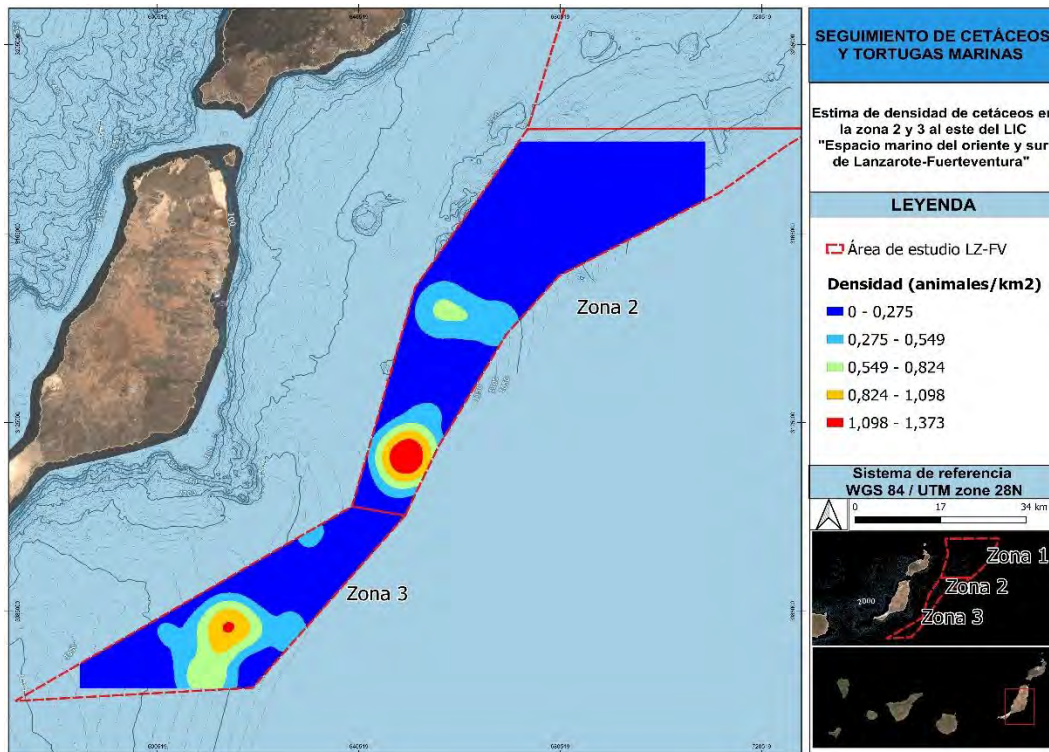 SEGUIMIENTO DE CETÁCEOS
Y TORTUGAS MARINAS
Estima de densidad de cetáceos en
la zona 2 y 3 al este del LIC
"Espacio marino del oriente y sur
de Lanzarote-Fuerteventura"
LEYENDA
Área de estudio LZ-FV
Densidad (animales/km2)
0 - 0,275
0,275 - 0,549
0,549 - 0,824
0,824 - 1,098
1,098 - 1,373
Sistema de referencia
WGS 84 / UTM zone 28N
0 17 34 km
Zona 1
Zona 2
Zona 3
2000
Zona 2
Zona 3
100